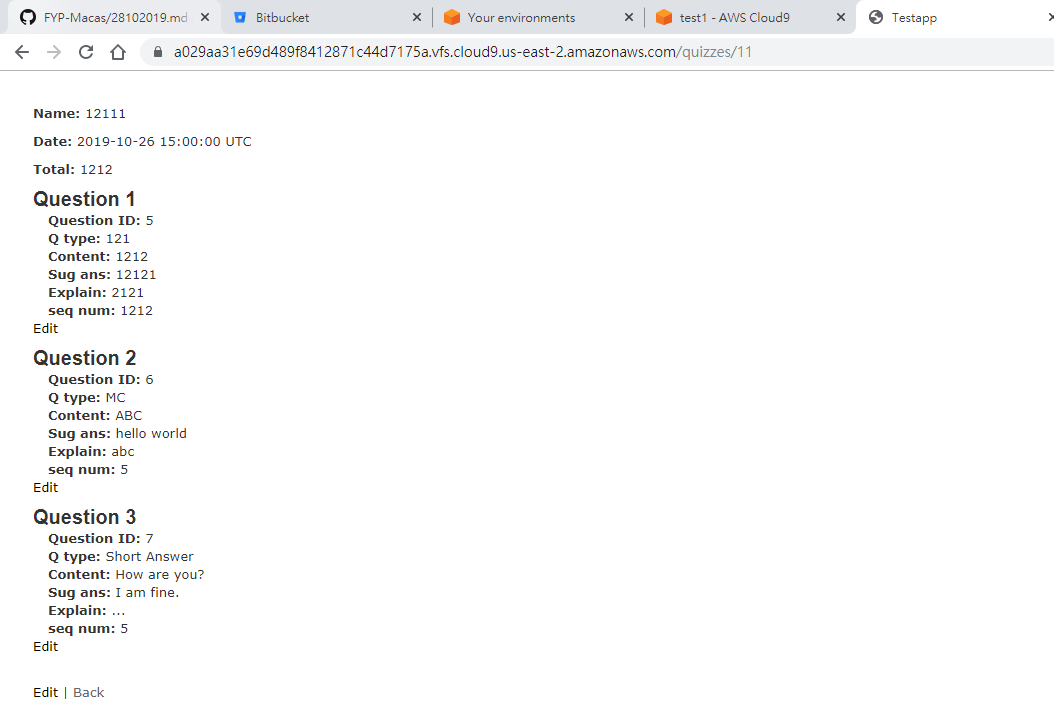 FYP-Macas/28102019.md
Bitbucket
Your environments
test1 - AWS Cloud9
Testapp
a029aa31e69d489f8412871c44d7175a.vfs.cloud9.us-east-2.amazonaws.com/quizzes/11
Name: 12111
Date: 2019-10-26 15:00:00 UTC
Total: 1212
Question 1
Question ID: 5
Q type: 121
Content: 1212
Sug ans: 12121
Explain: 2121
seq num: 1212
Edit
Question 2
Question ID: 6
Q type: MC
Content: ABC
Sug ans: hello world
Explain: abc
seq num: 5
Edit
Question 3
Question ID: 7
Q type: Short Answer
Content: How are you?
Sug ans: I am fine.
Explain: ...
seq num: 5
Edit
Edit | Back